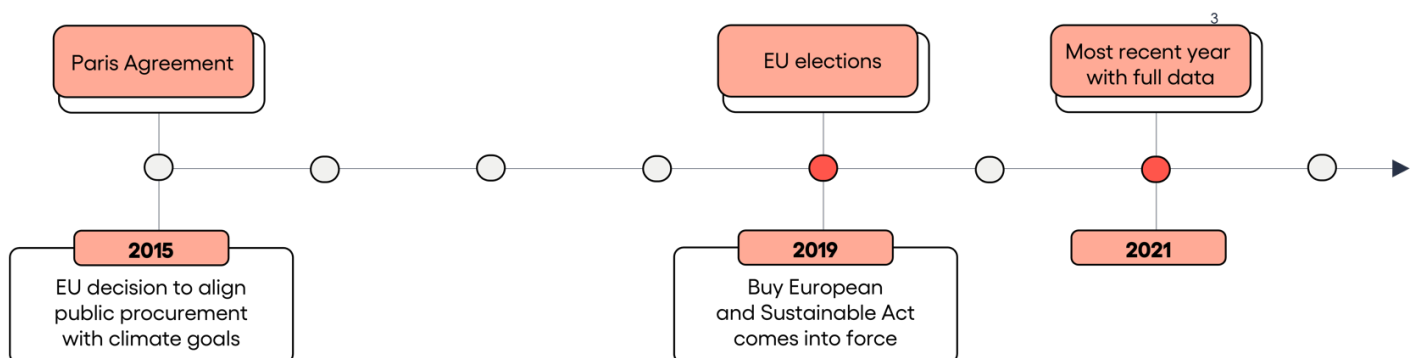 3
Paris Agreement
EU elections
Most recent year
with full data
2015
EU decision to align
public procurement
with climate goals
2019
Buy European
and Sustainable Act
comes into force
2021